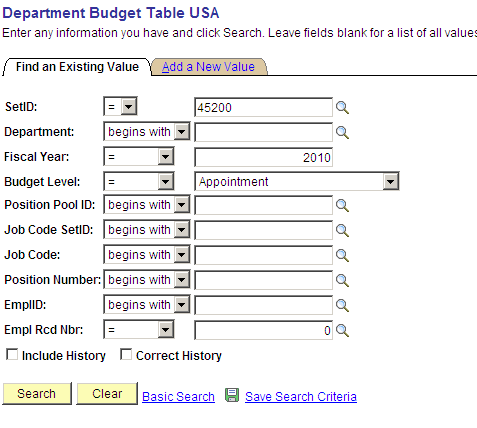 Department Budget Table USA
Enter any information you have and click Search. Leave fields blank for a list of all values
Find an Existing Value Add a New Value
SetID: = 45200
Department: begins with
Fiscal Year: = 2010
Budget Level: = Appointment
Position Pool ID: begins with
Job Code SetID: begins with
Job Code: begins with
Position Number: begins with
EmplID: begins with
Empl Rcd Nbr: = 0
Include History Correct History
Search Clear Basic Search Save Search Criteria